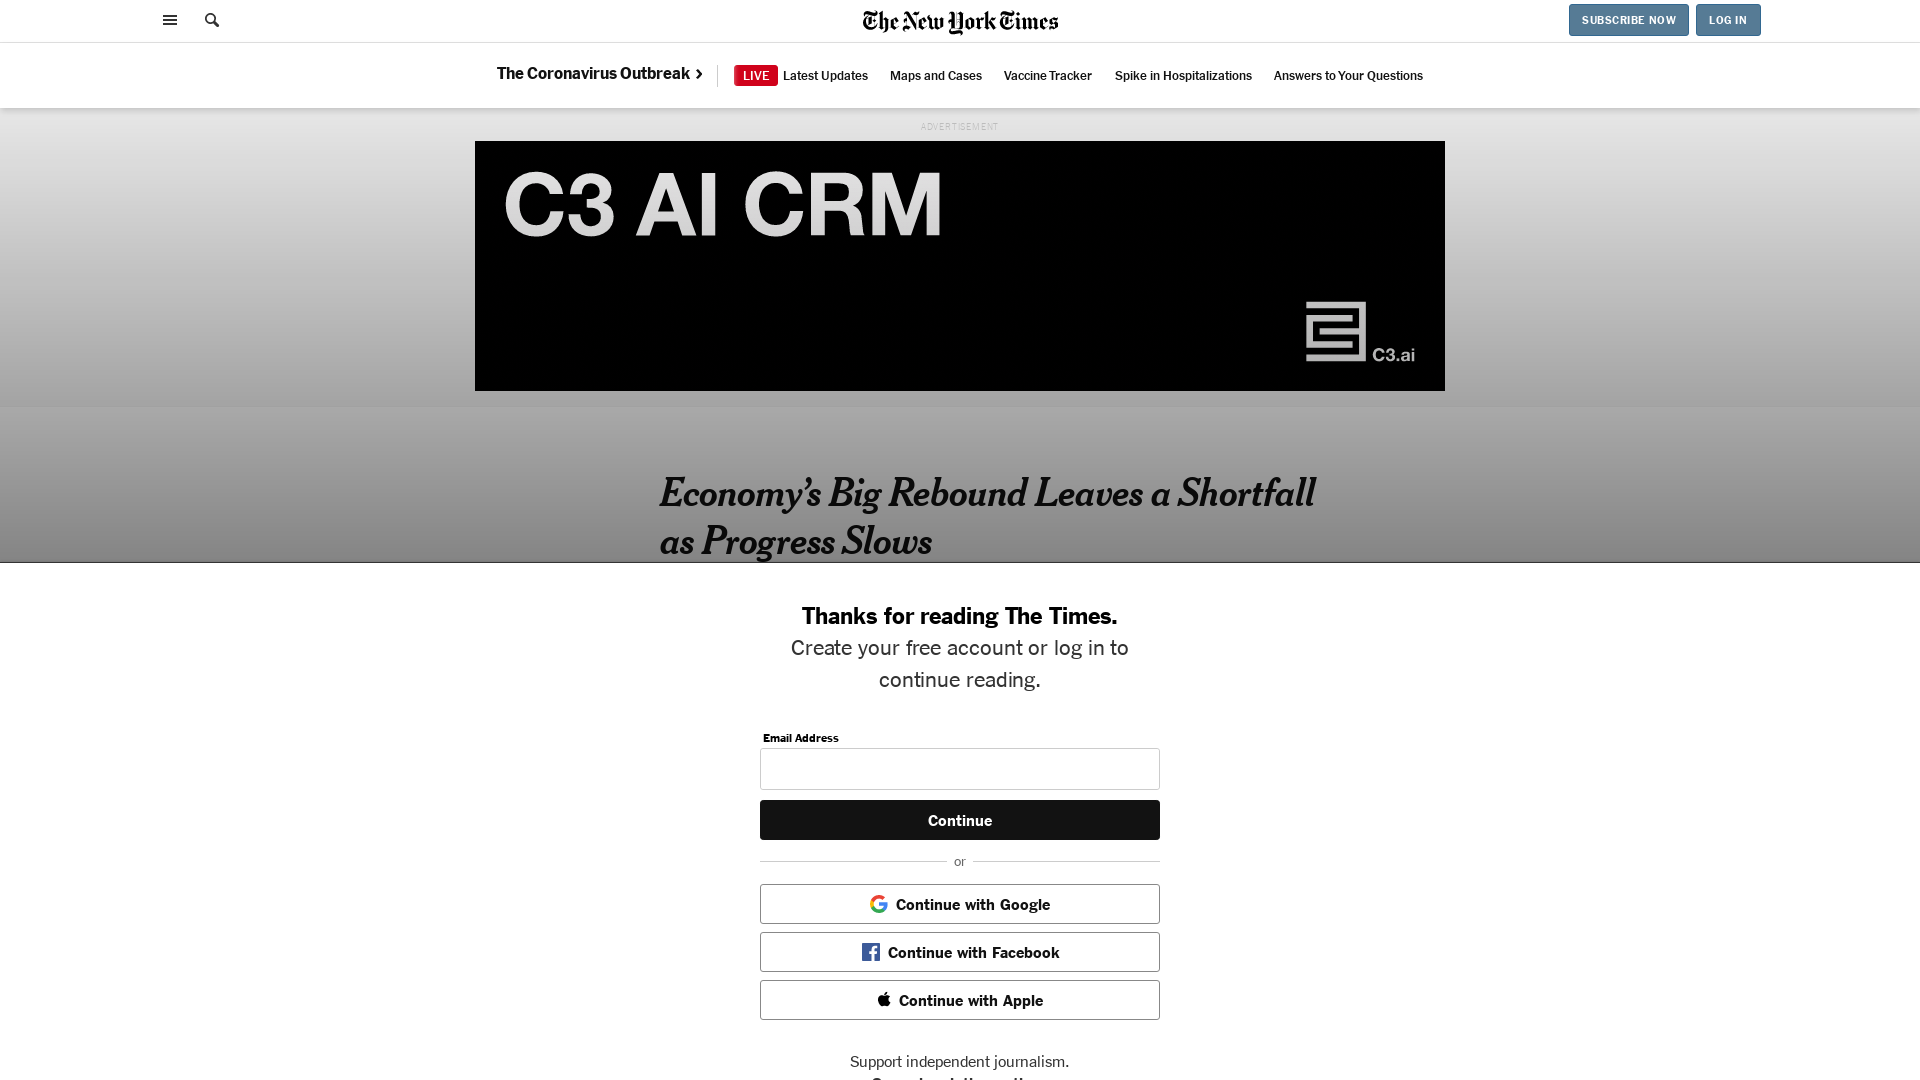 The New York Times
SUBSCRIBE NOW
LOG IN
The Coronavirus Outbreak
LIVE Latest Updates
Maps and Cases
Vaccine Tracker
Spike in Hospitalizations
Answers to Your Questions
ADVERTISEMENT
C3 AI CRM
C3.ai
Economy’s Big Rebound Leaves a Shortfall
as Progress Slows
Thanks for reading The Times.
Create your free account or log in to
continue reading.
Email Address
Continue
or
Continue with Google
Continue with Facebook
Continue with Apple
Support independent journalism.